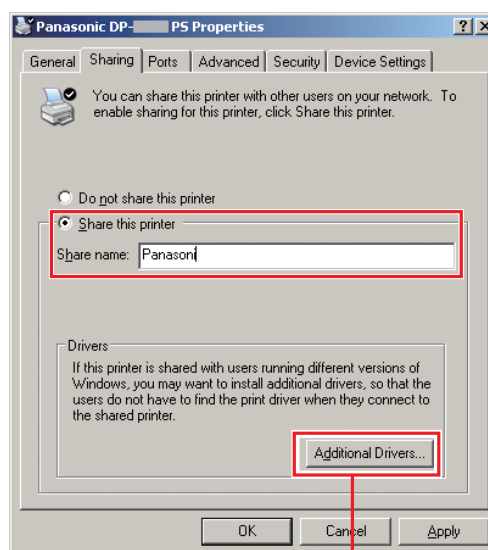 Panasonic DP- PS Properties
General Sharing Ports Advanced Security Device Settings
You can share this printer with other users on your network. To
enable sharing for this printer, click Share this printer.
Do not share this printer
Share this printer
Share name: Panasoni
Drivers
If this printer is shared with users running different versions of
Windows, you may want to install additional drivers, so that the
users do not have to find the print driver when they connect to
the shared printer.
Additional Drivers...
OK Cancel Apply